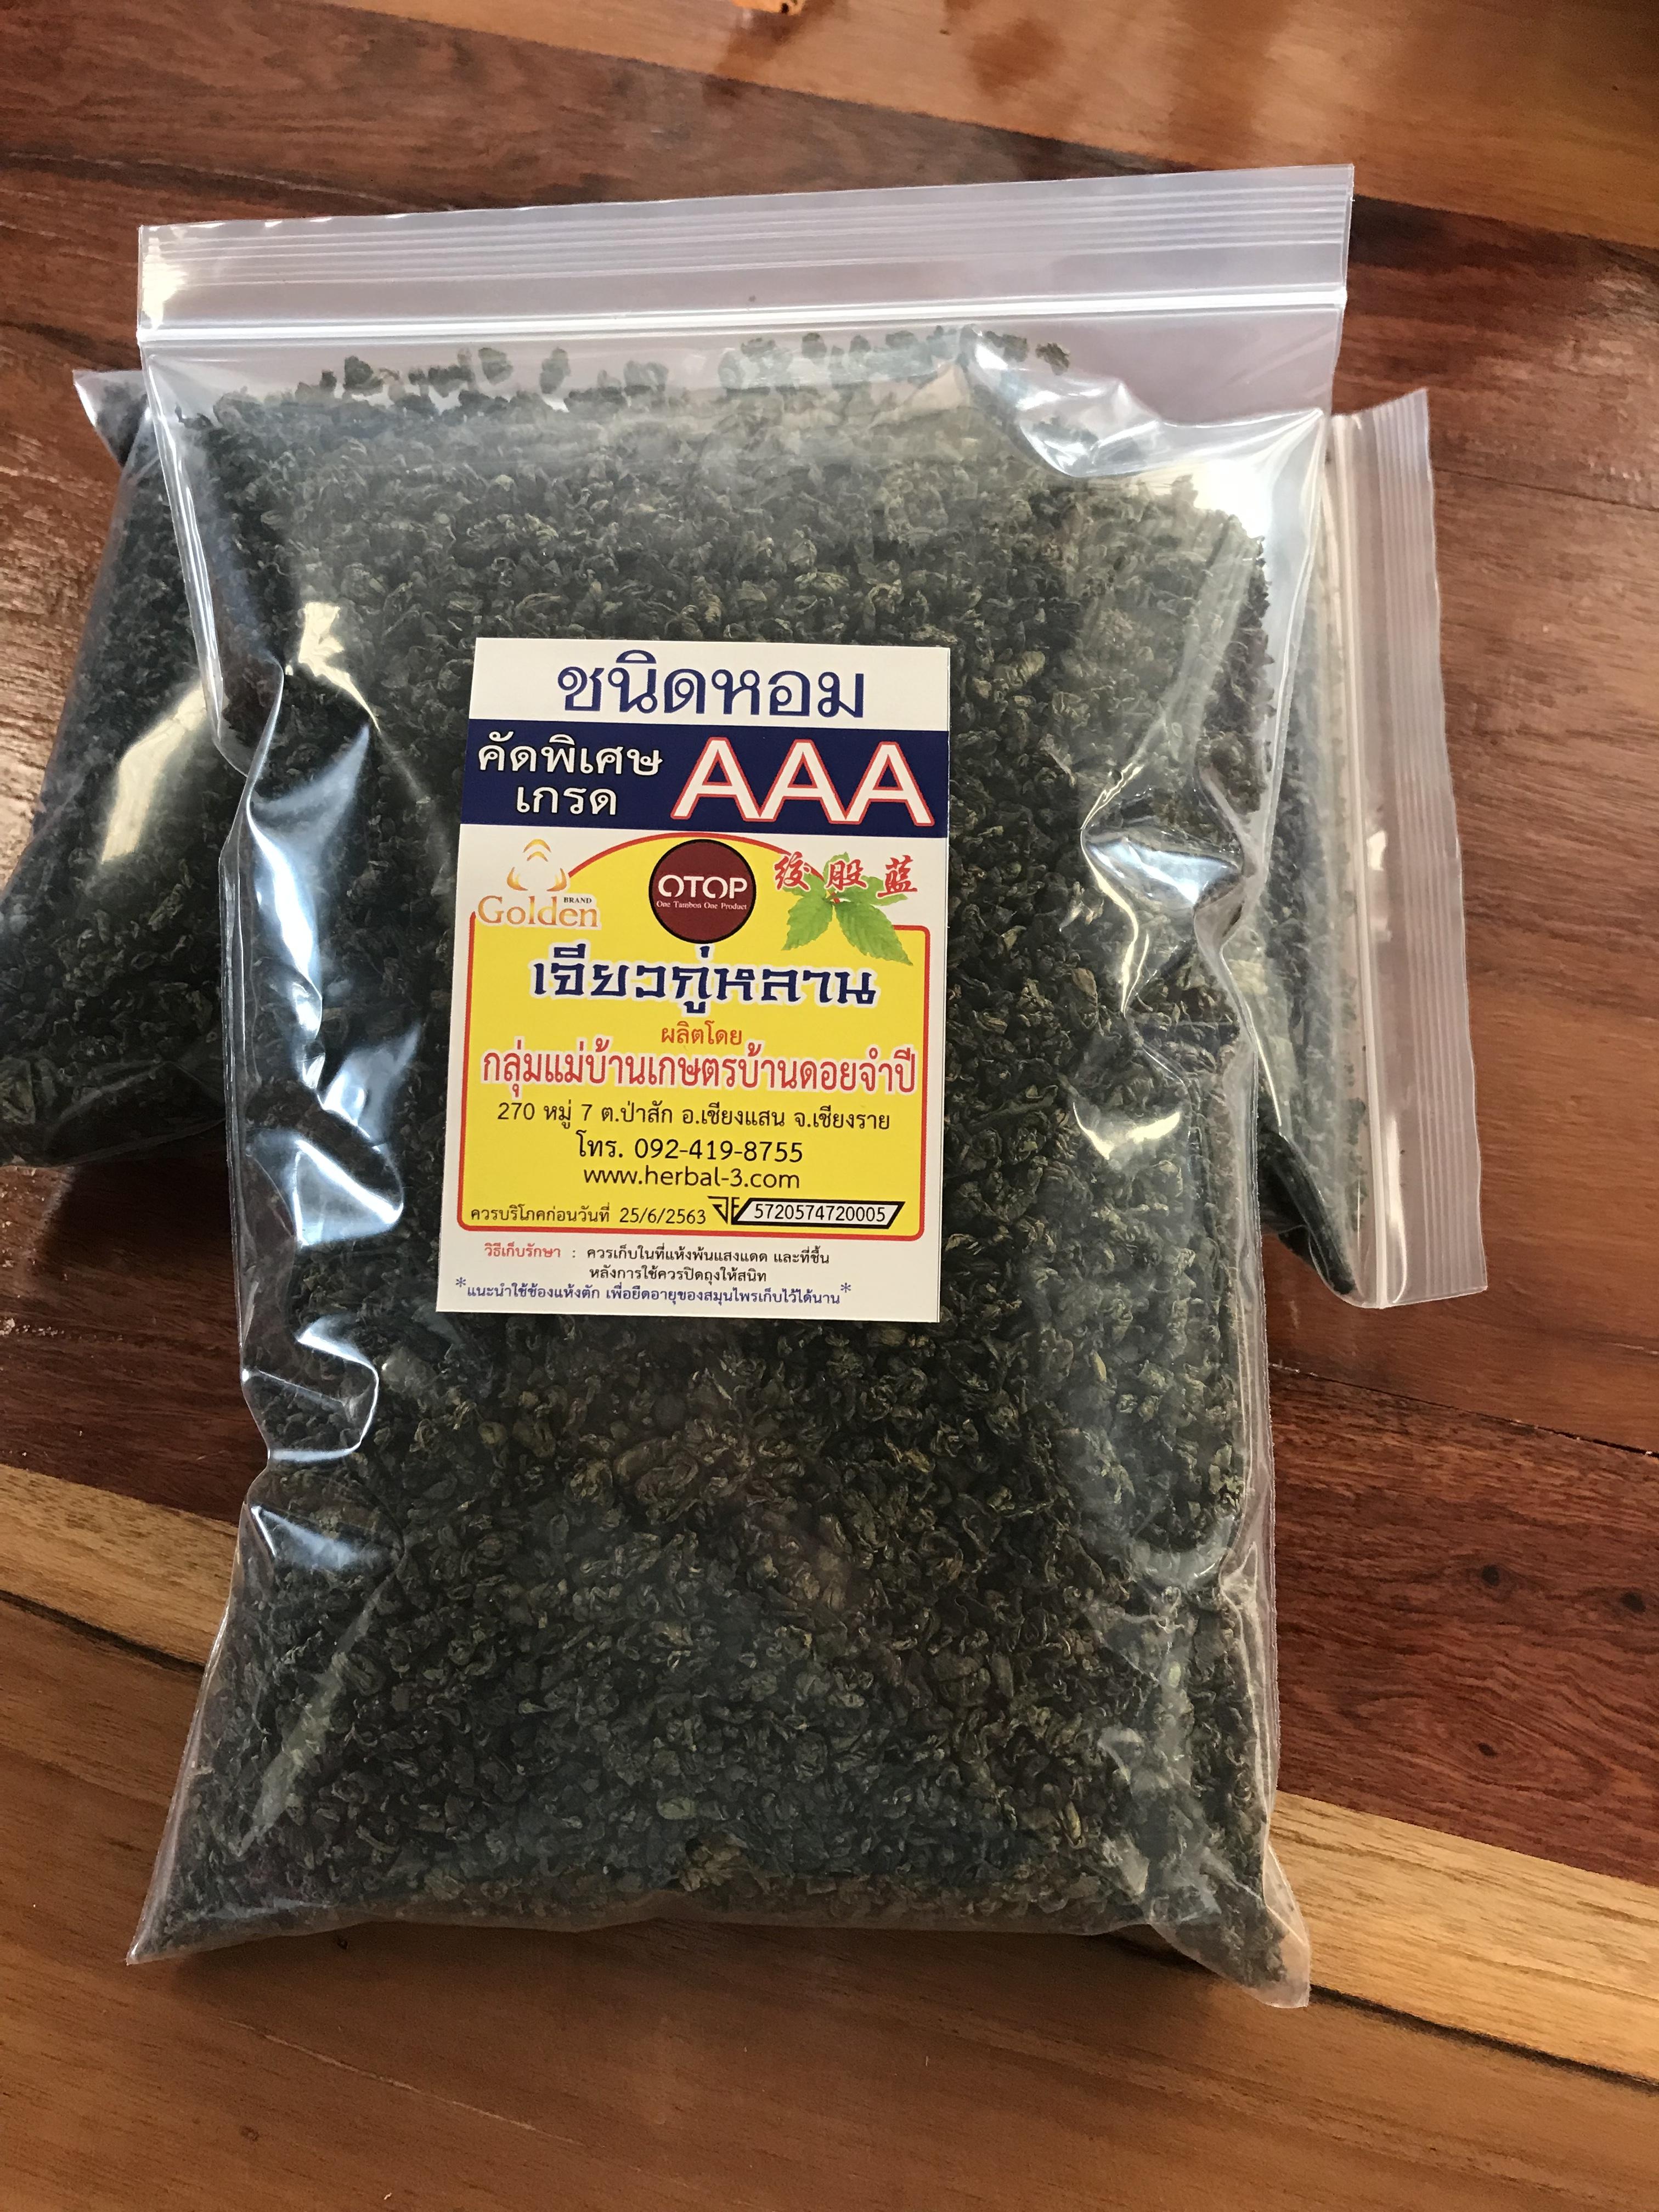 ชนิดหอม
คัดพิเศษ
เกรด
AAA
Golden
BRAND
OTOP
One Tambon One Product
绞股蓝
เจียวกู่หลาน
ผลิตโดย
กลุ่มแม่บ้านเกษตรบ้านดอยจำปี
270 หมู่ 7 ต.ป่าสัก อ.เชียงแสน จ.เชียงราย
โทร. 092-419-8755
www.herbal-3.com
ควรบริโภคก่อนวันที่ 25/6/2563
5720574720005
วิธีเก็บรักษา : ควรเก็บในที่แห้งพ้นแสงแดด และที่ชื้น
หลังการใช้ควรปิดถุงให้สนิท
*แนะนำใช้ช้องแห้งตัก เพื่อยืดอายุของสมุนไพรเก็บไว้ได้นาน*